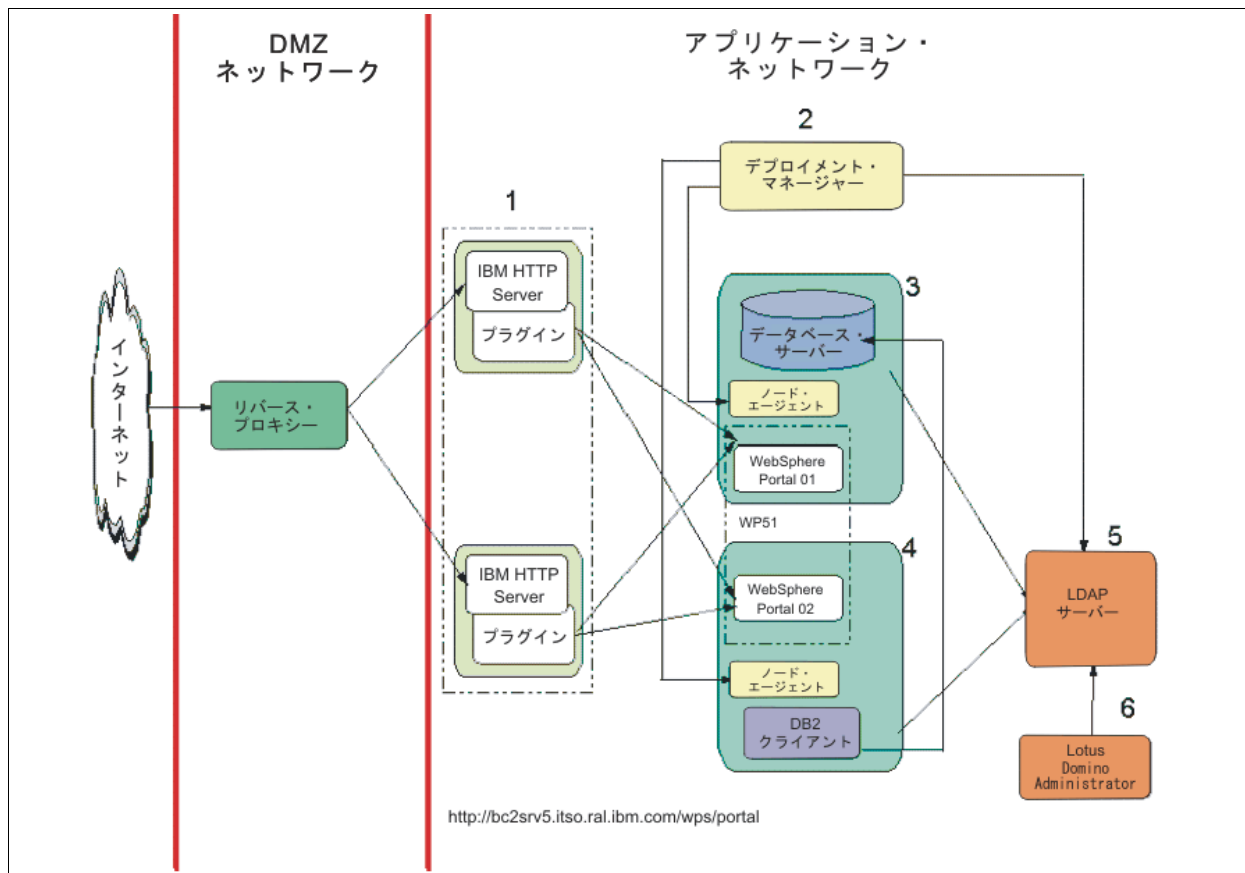 DMZ
ネットワーク
アプリケーション・
ネットワーク
インターネット
リバース・
プロキシー
1
IBM HTTP
Server
プラグイン
IBM HTTP
Server
プラグイン
2
デプロイメント・
マネージャー
3
データベース・
サーバー
ノード・
エージェント
WebSphere
Portal 01
WP51
4
WebSphere
Portal 02
ノード・
エージェント
DB2
クライアント
5
LDAP
サーバー
6
Lotus
Domino
Administrator
http://bc2srv5.itso.ral.ibm.com/wps/portal